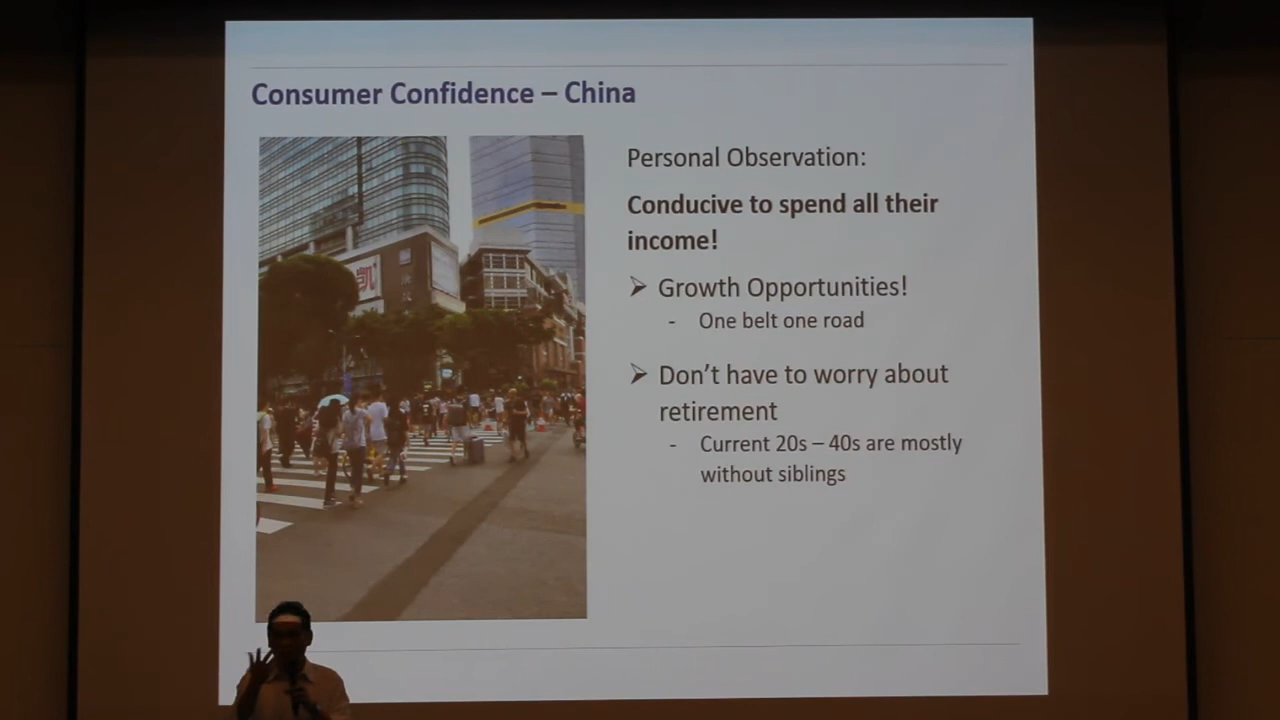 Consumer Confidence – China
凯
Personal Observation:
Conducive to spend all their
income!
➢ Growth Opportunities!
- One belt one road
➢ Don't have to worry about
retirement
- Current 20s – 40s are mostly
without siblings